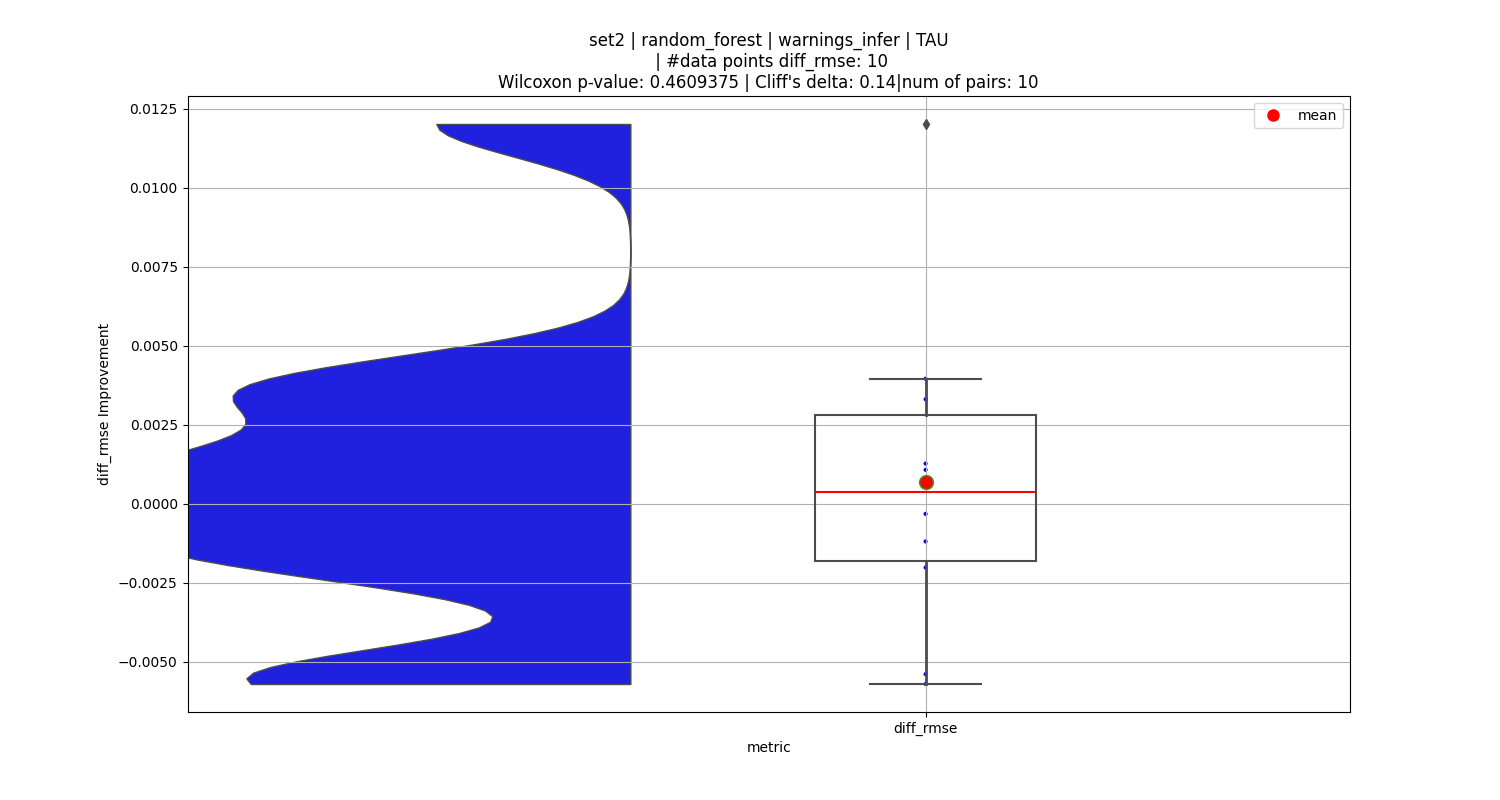 set2 | random_forest | warnings_infer | TAU
| #data points diff_rmse: 10
Wilcoxon p-value: 0.4609375 | Cliff's delta: 0.14|num of pairs: 10
mean
0.0125
0.0100
0.0075
0.0050
0.0025
0.0000
−0.0025
−0.0050
diff_rmse Improvement
diff_rmse
metric